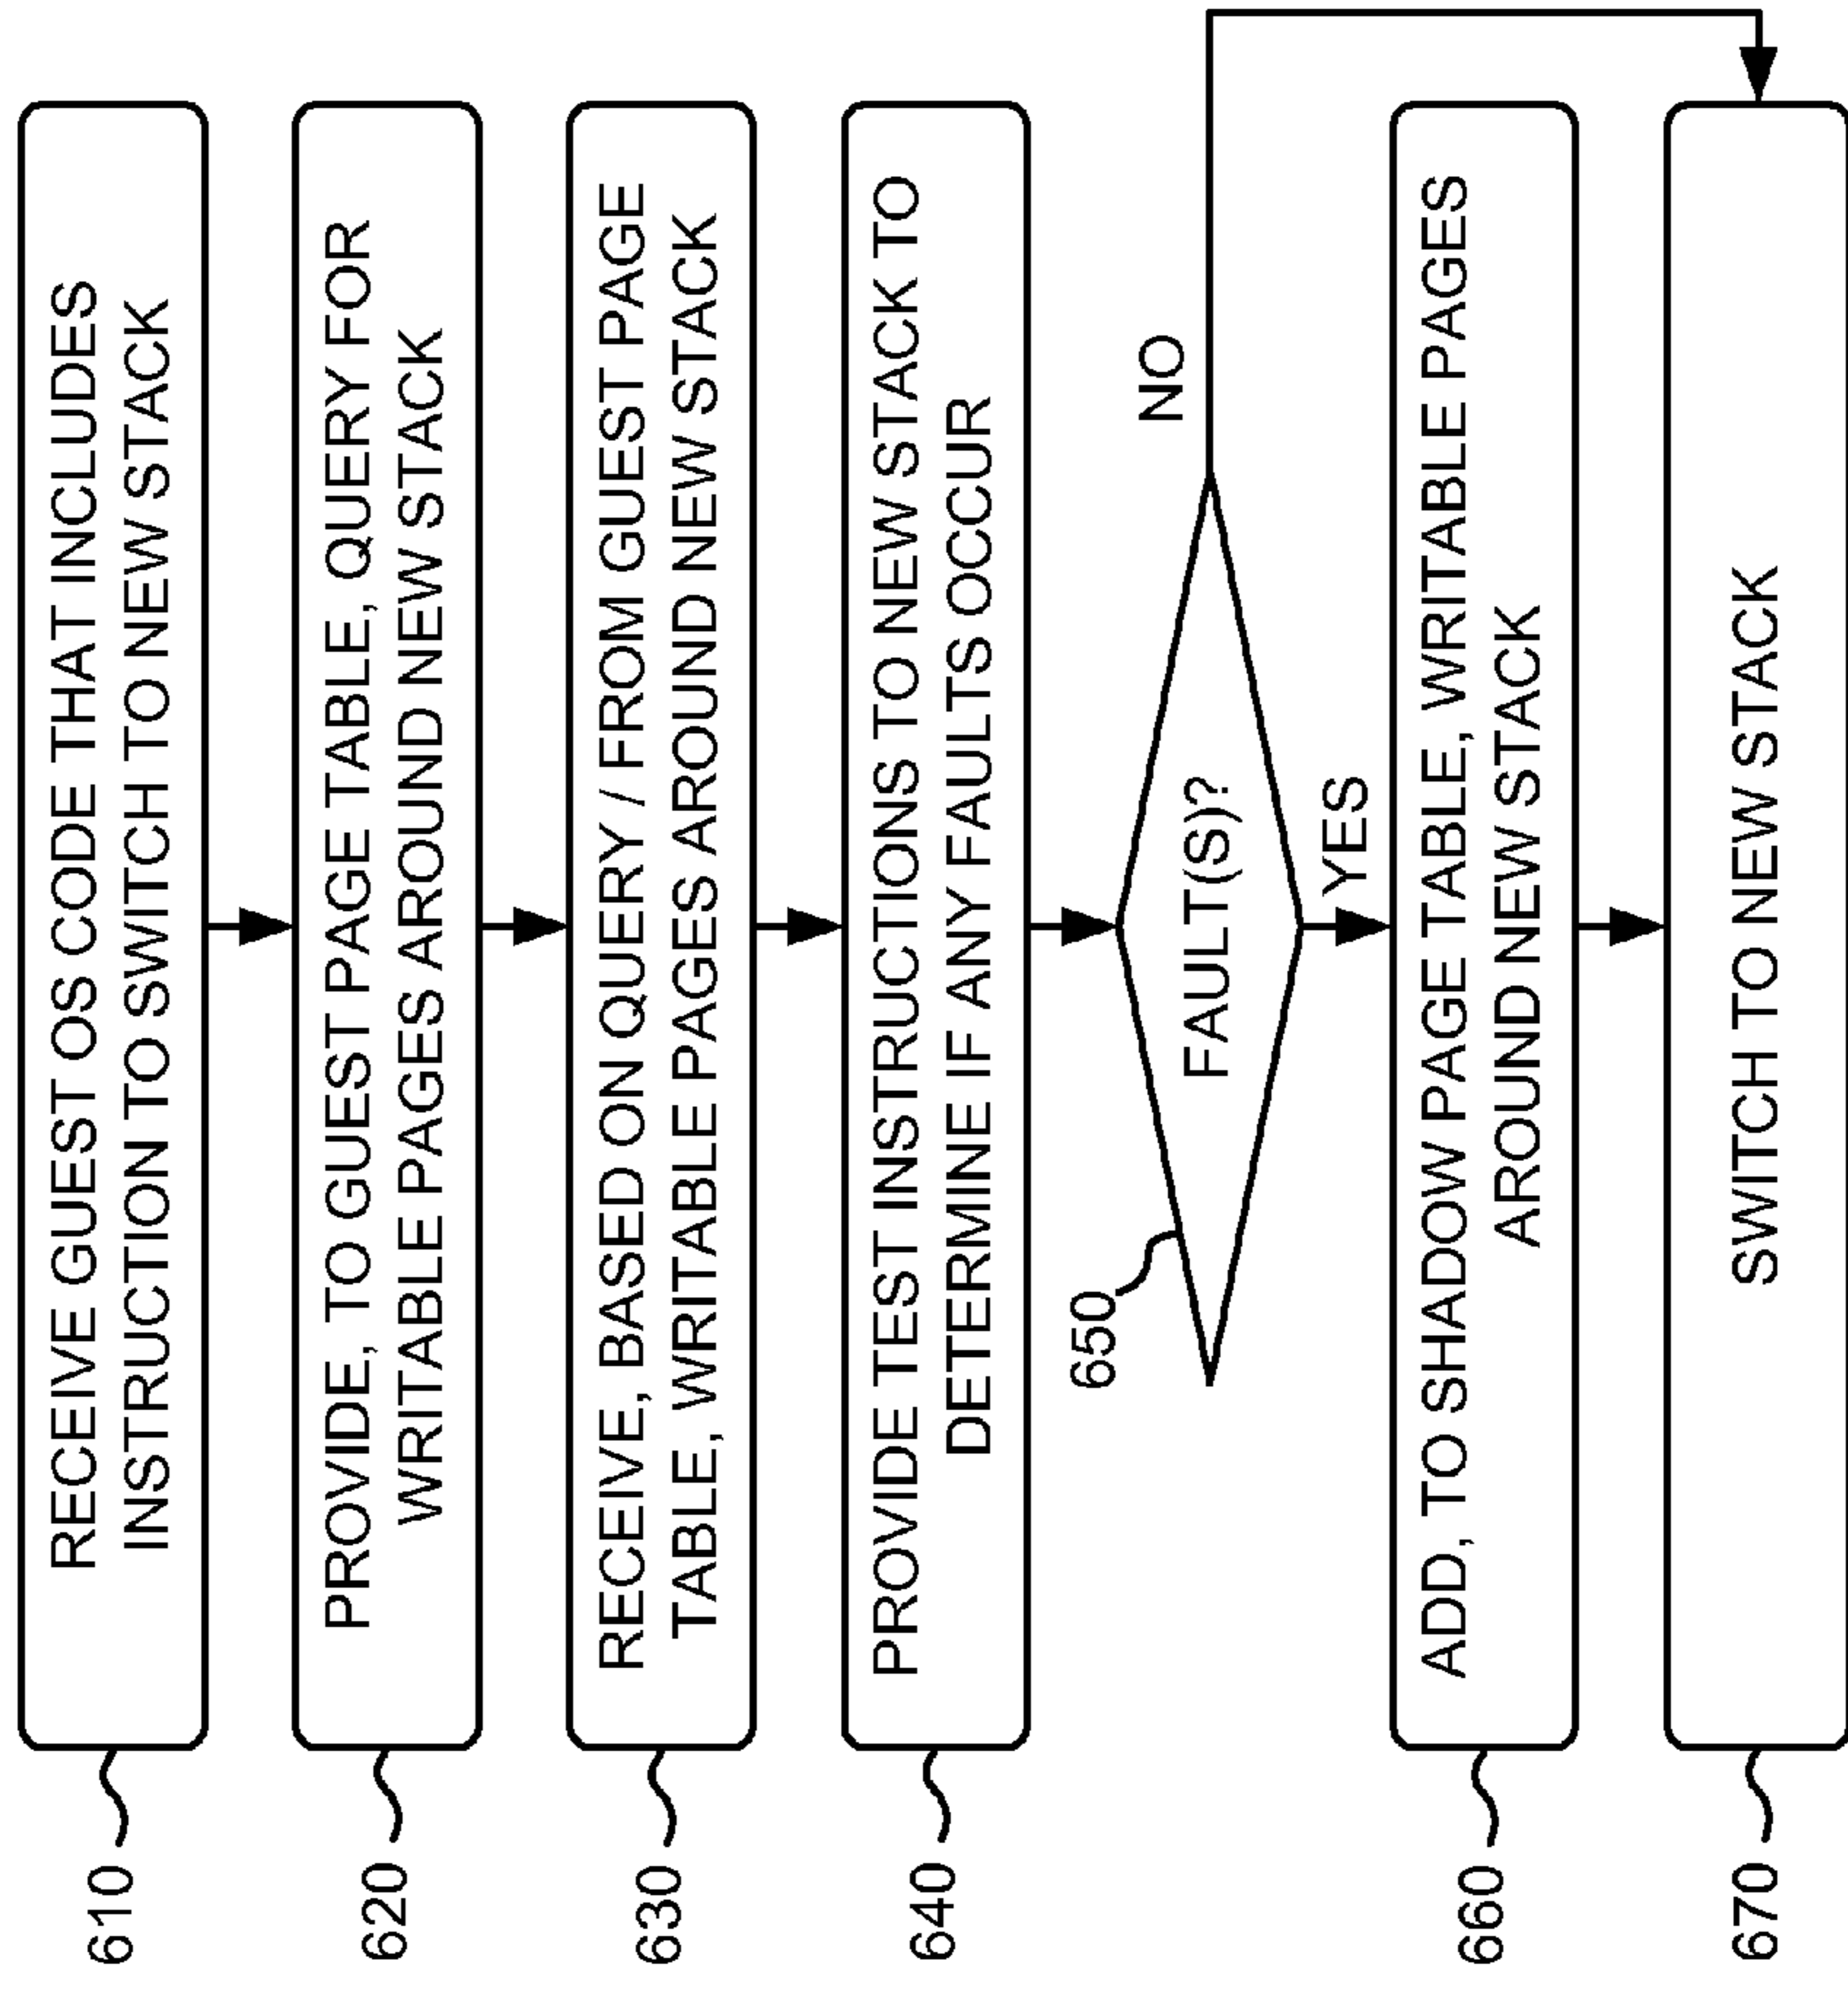 610
RECEIVE GUEST OS CODE THAT INCLUDES
INSTRUCTION TO SWITCH TO NEW STACK
620
PROVIDE, TO GUEST PAGE TABLE, QUERY FOR
WRITABLE PAGES AROUND NEW STACK
630
RECEIVE, BASED ON QUERY / FROM GUEST PAGE
TABLE, WRITABLE PAGES AROUND NEW STACK
640
PROVIDE TEST INSTRUCTIONS TO NEW STACK TO
DETERMINE IF ANY FAULTS OCCUR
650
FAULT(S)?
NO
YES
660
ADD, TO SHADOW PAGE TABLE, WRITABLE PAGES
AROUND NEW STACK
670
SWITCH TO NEW STACK